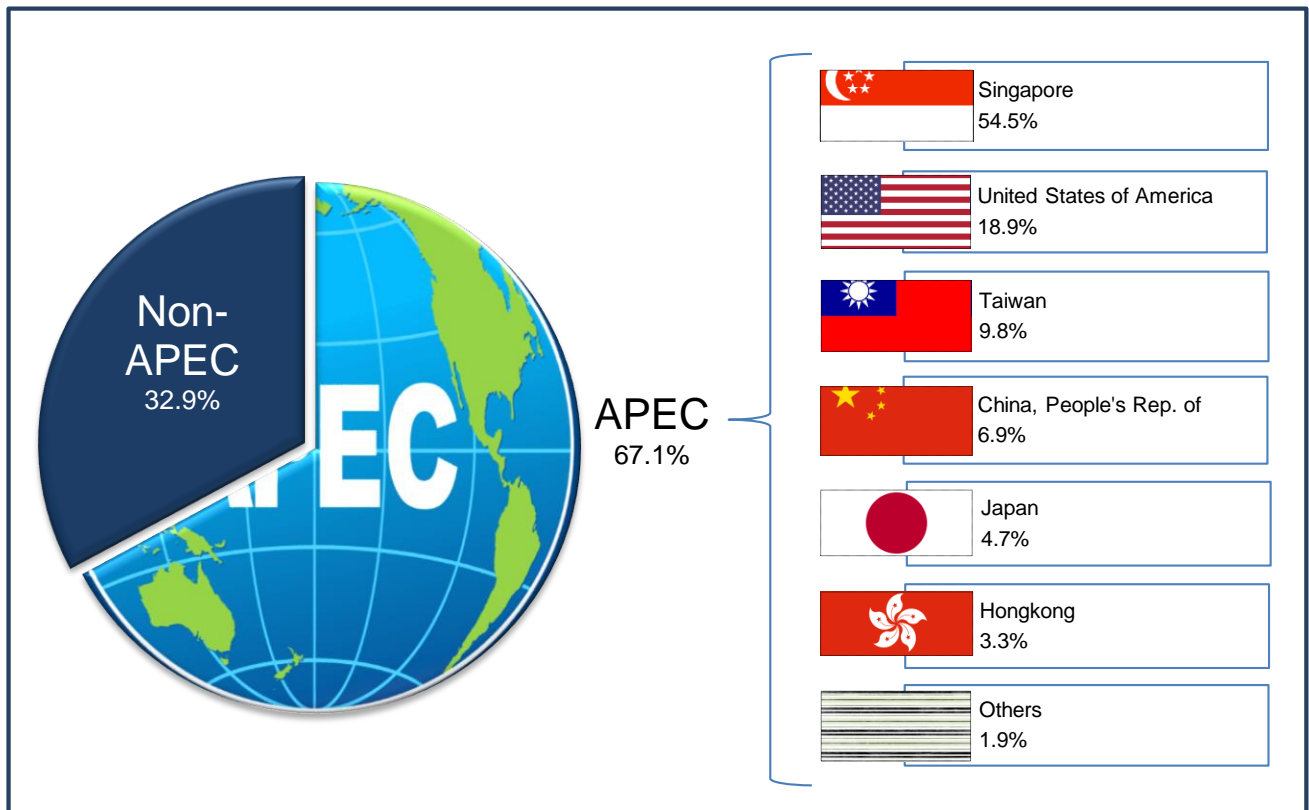 Non-
APEC
32.9%
APEC
APEC
67.1%
Singapore
54.5%
United States of America
18.9%
Taiwan
9.8%
China, People's Rep. of
6.9%
Japan
4.7%
Hongkong
3.3%
Others
1.9%